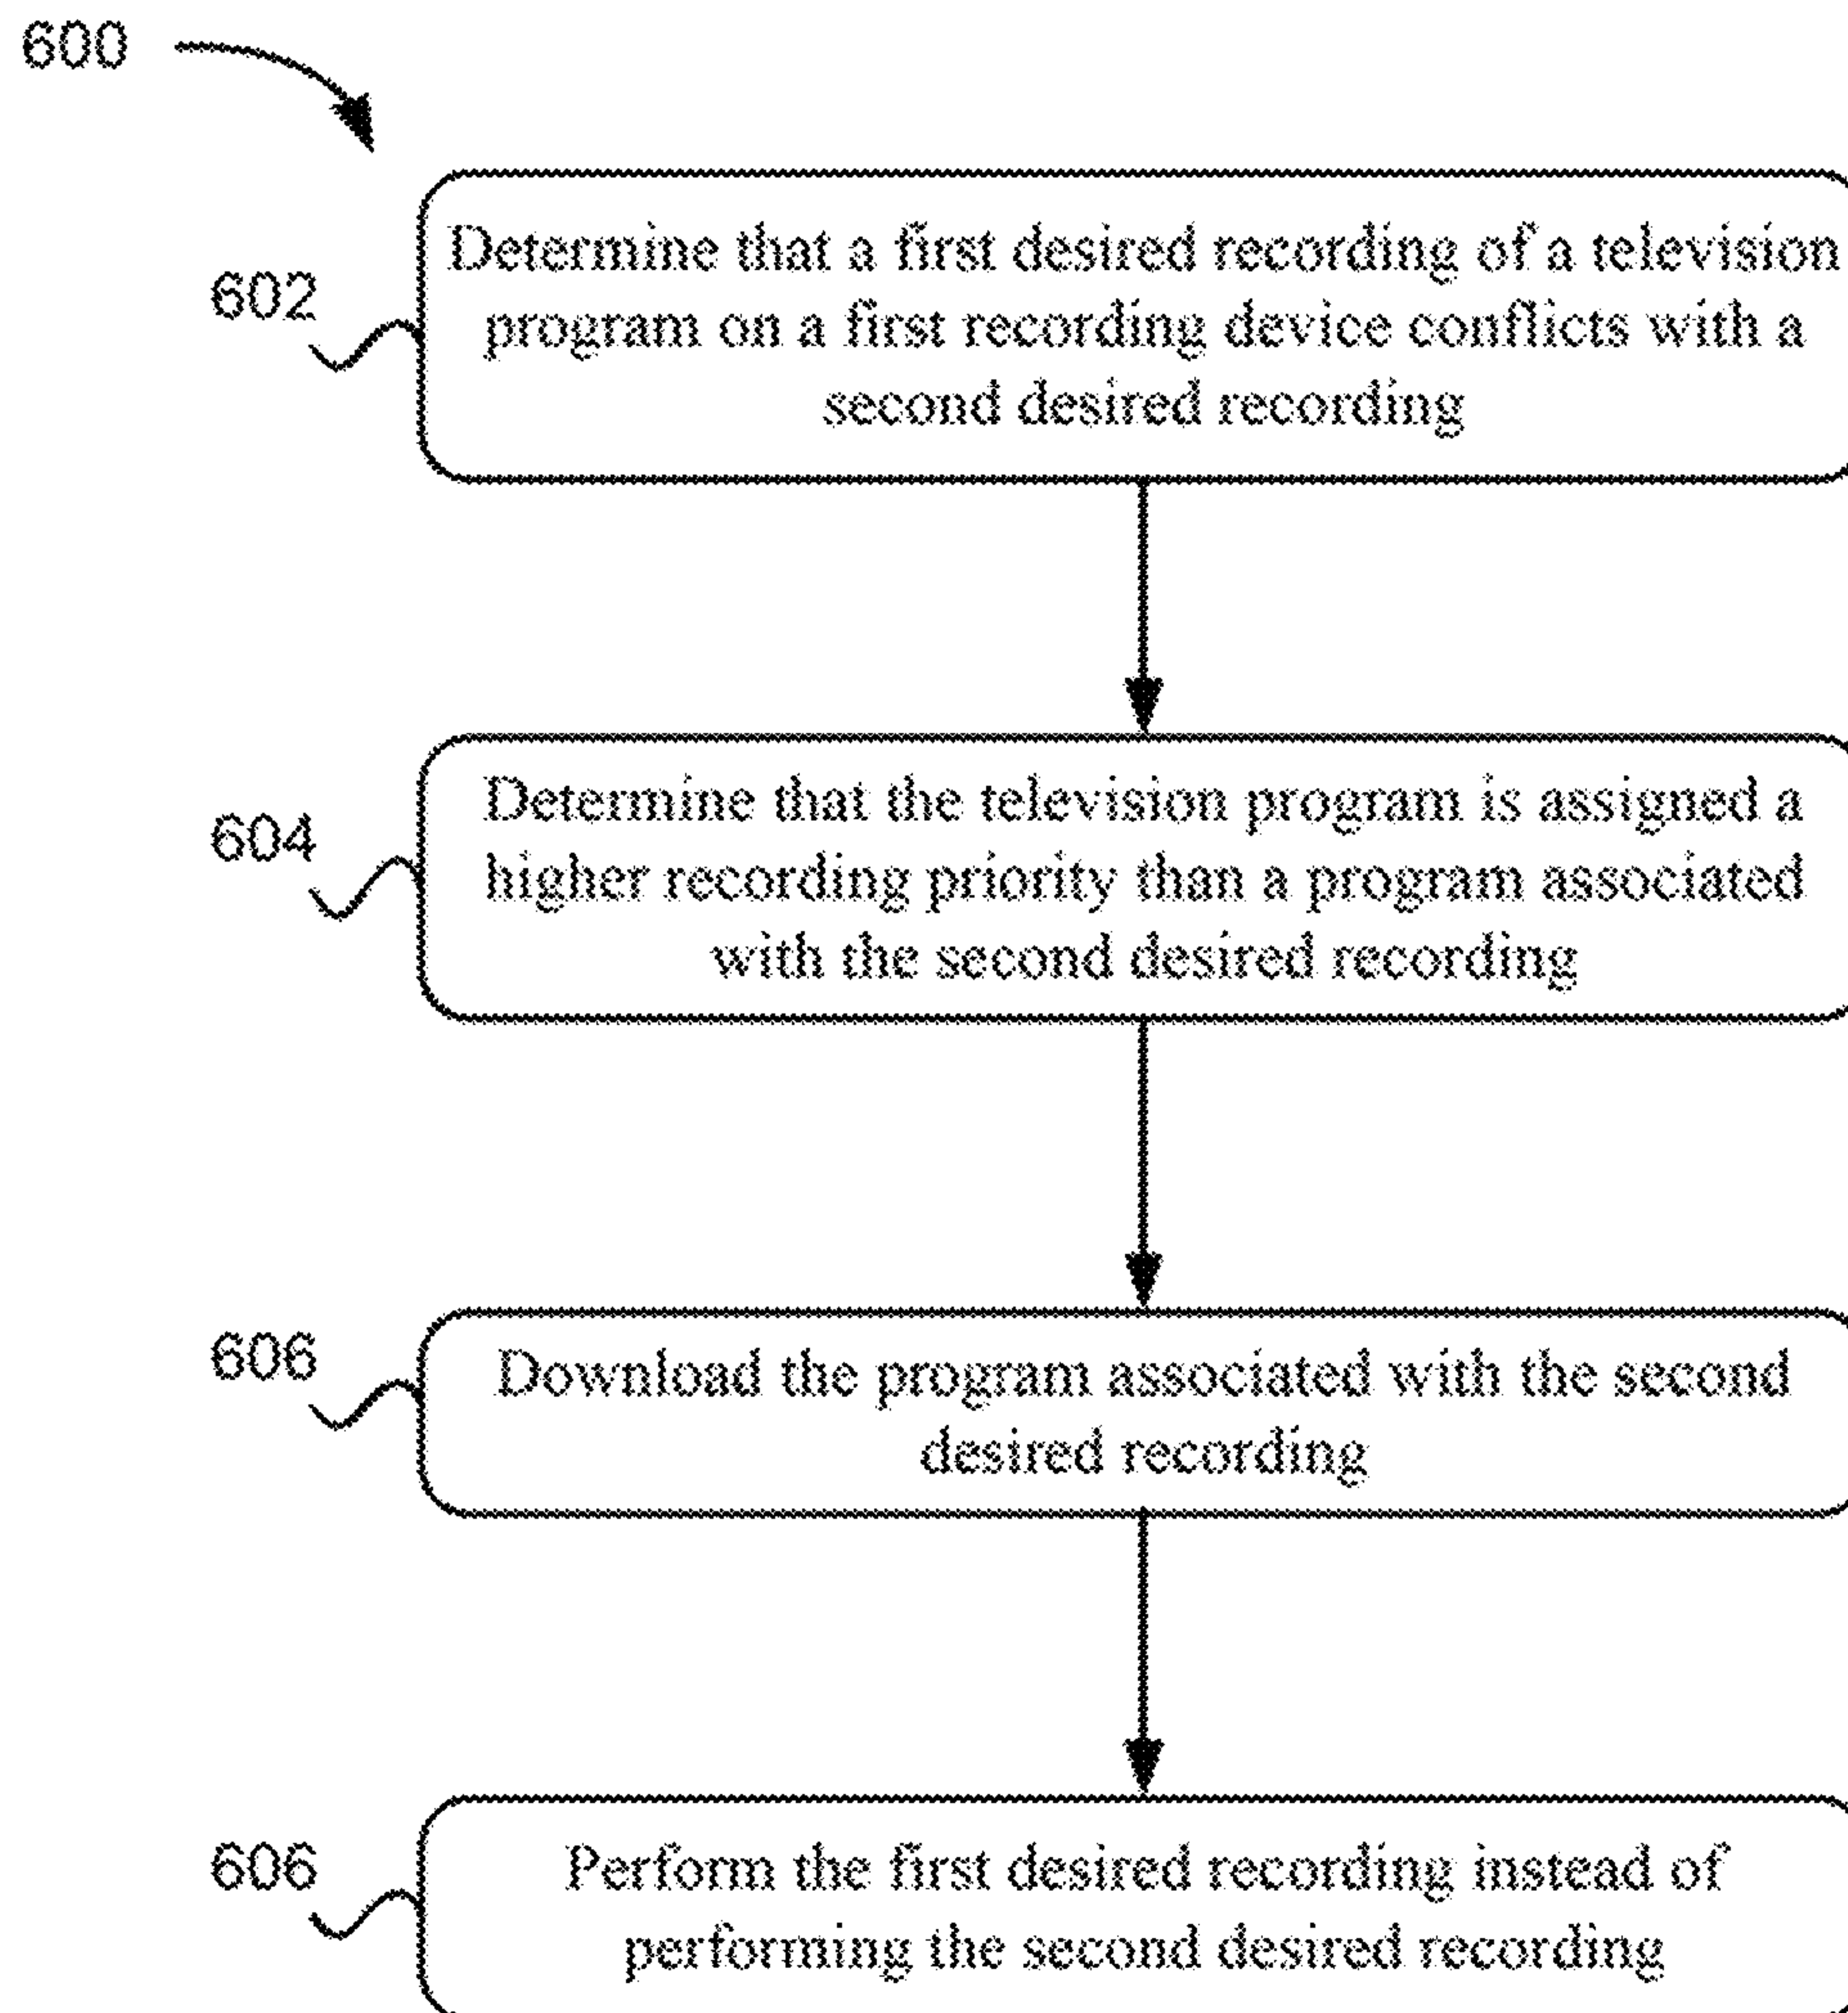 600
602
Determine that a first desired recording of a television
program on a first recording device conflicts with a
second desired recording
604
Determine that the television program is assigned a
higher recording priority than a program associated
with the second desired recording
606
Download the program associated with the second
desired recording
606
Perform the first desired recording instead of
performing the second desired recording